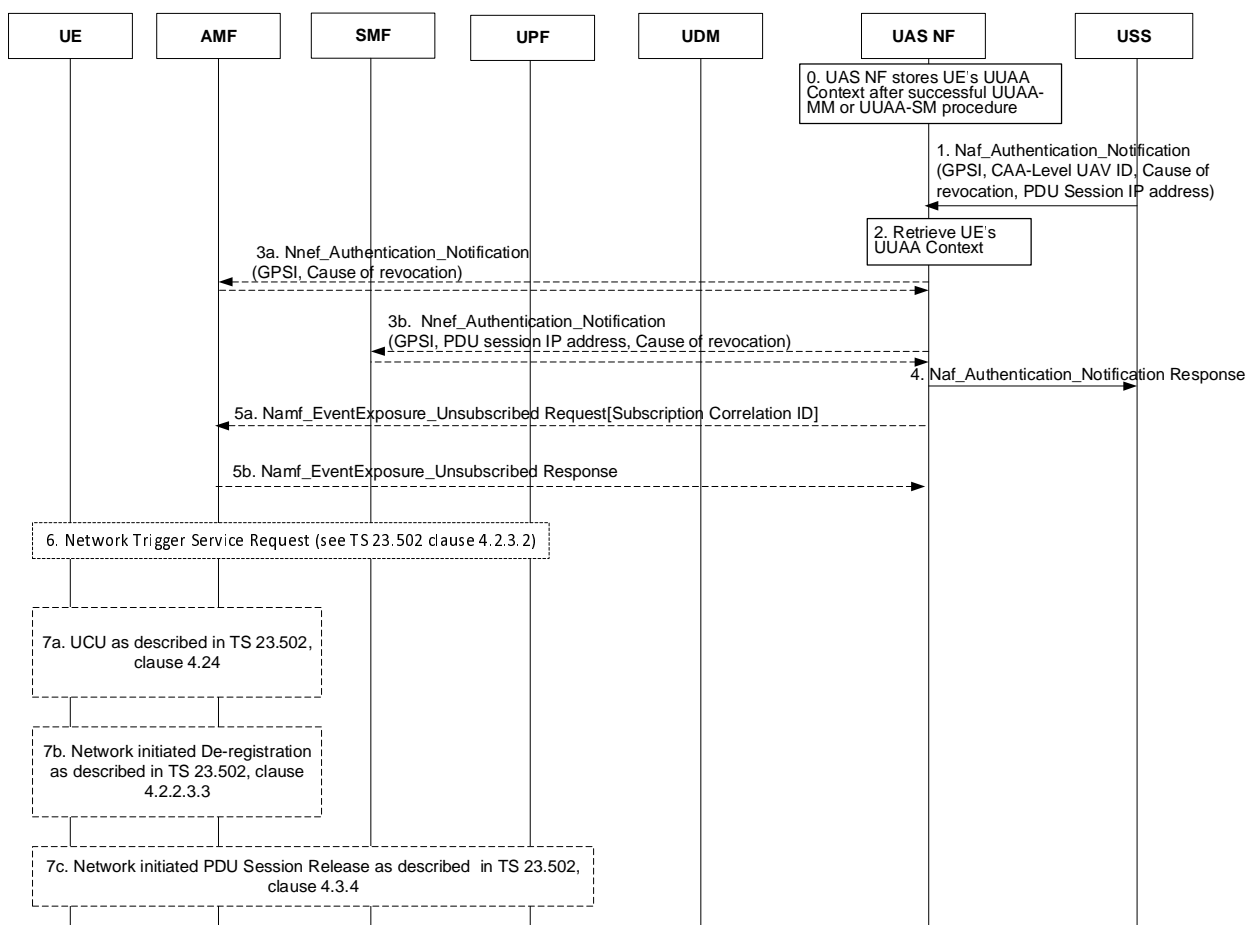 UE
AMF
SMF
UPF
UDM
UAS NF
USS
0. UAS NF stores UE's UUAA
Context after successful UUAA-
MM or UUAA-SM procedure
1. Naf_Authentication_Notification
(GPSI, CAA-Level UAV ID, Cause of
revocation, PDU Session IP address)
2. Retrieve UE's
UUAA Context
3a. Nnef_Authentication_Notification
(GPSI, Cause of revocation)
3b. Nnef_Authentication_Notification
(GPSI, PDU session IP address, Cause of revocation)
4. Naf_Authentication_Notification Response
5a. Namf_EventExposure_Unsubscribed Request[Subscription Correlation ID]
5b. Namf_EventExposure_Unsubscribed Response
6. Network Trigger Service Request (see TS 23.502 clause 4.2.3.2)
7a. UCU as described in TS 23.502,
clause 4.24
7b. Network initiated De-registration
as described in TS 23.502, clause
4.2.2.3.3
7c. Network initiated PDU Session Release as described in TS 23.502,
clause 4.3.4